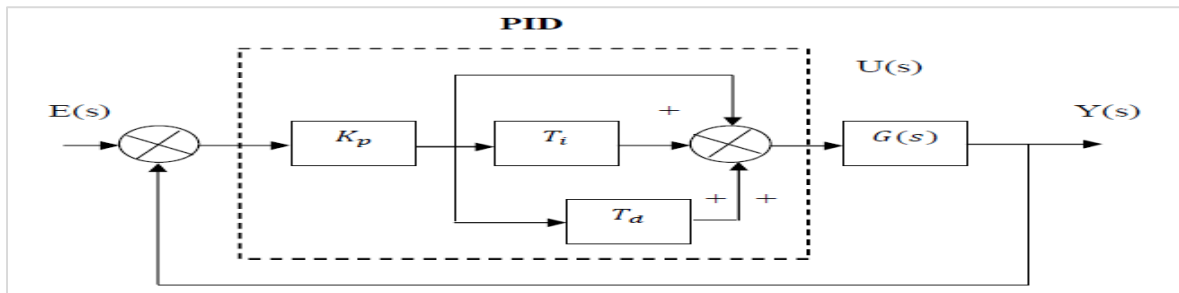 PID
U(s)
E(s)
Y(s)
+
K_p
T_i
G(s)
T_d
+ +